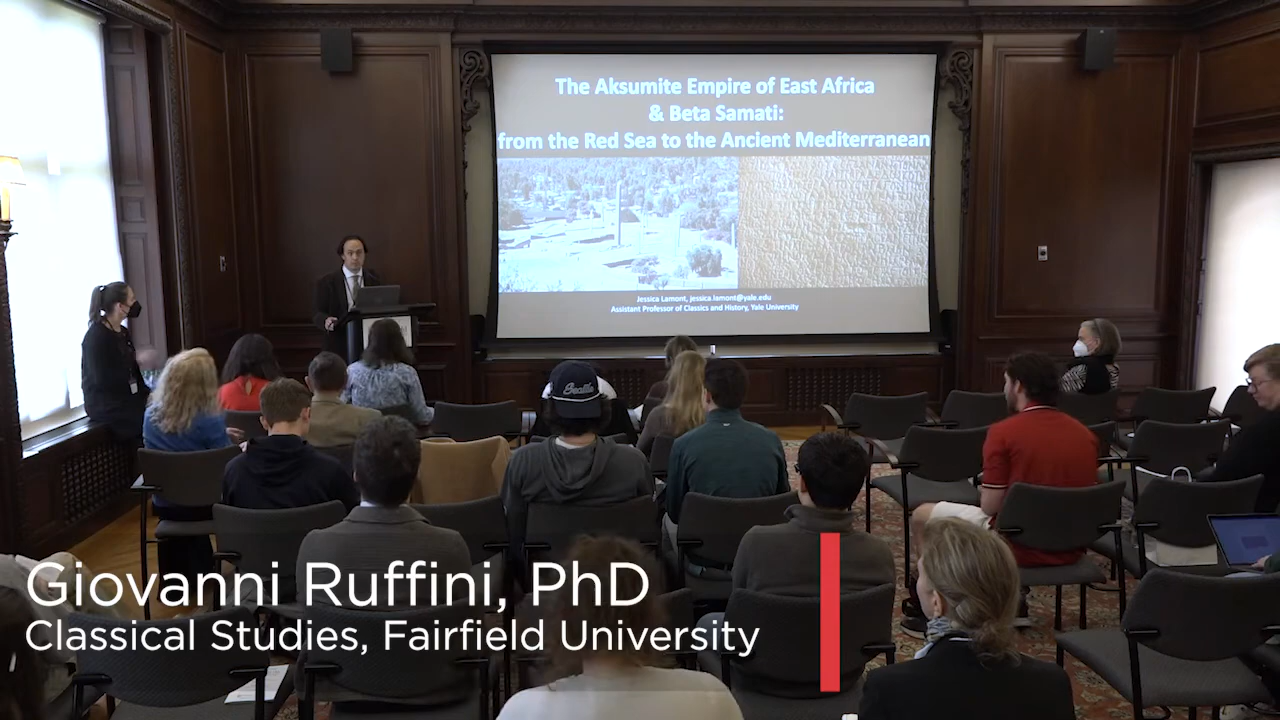 The Aksumite Empire of East Africa
& Beta Samati:
from the Red Sea to the Ancient Mediterranean
Jessica Lamont, jessica.lamont@yale.edu
Assistant Professor of Classics and History, Yale University
Seattle
Giovanni Ruffini, PhD
Classical Studies, Fairfield University